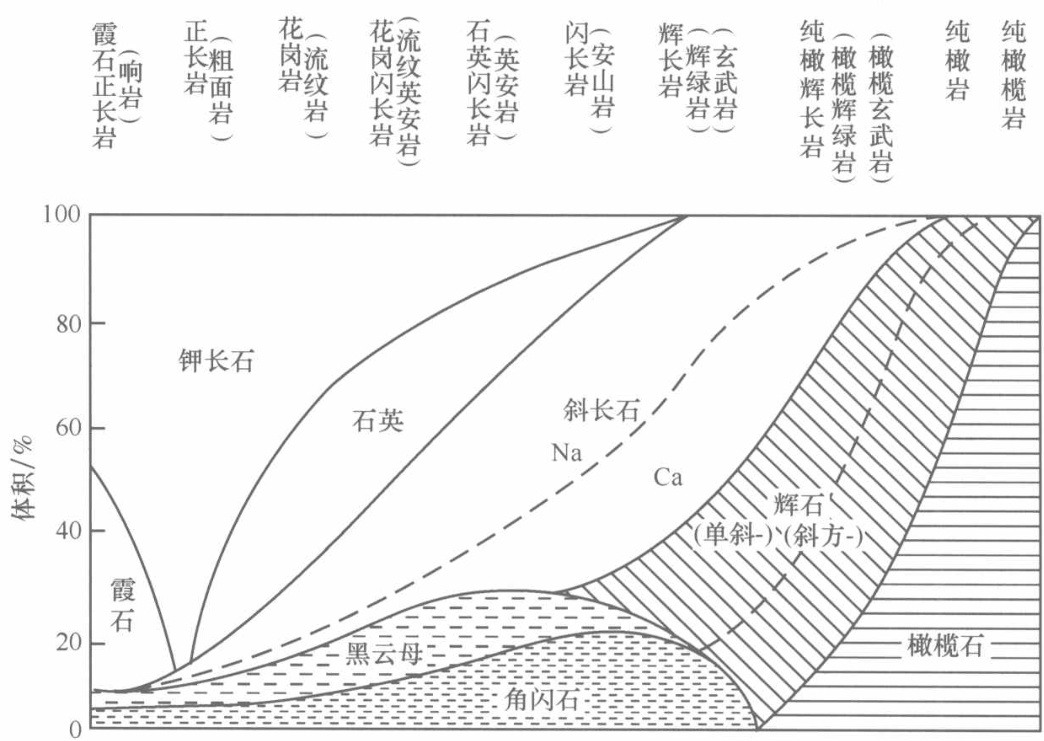 霞石正长岩
(响岩)
正长岩
(粗面岩)
花岗岩
(流纹岩)
花岗闪长岩
(流纹英安岩)
石英闪长岩
(英安岩)
闪长岩
(安山岩)
辉长岩
(辉绿岩)
(玄武岩)
纯橄辉长岩
(橄榄辉绿岩)
(橄榄玄武岩)
纯橄岩
纯橄榄岩
100
80
60
40
20
0
体积/%
钾长石
石英
斜长石
Na
Ca
辉石
(单斜-)
(斜方-)
霞石
黑云母
角闪石
橄榄石